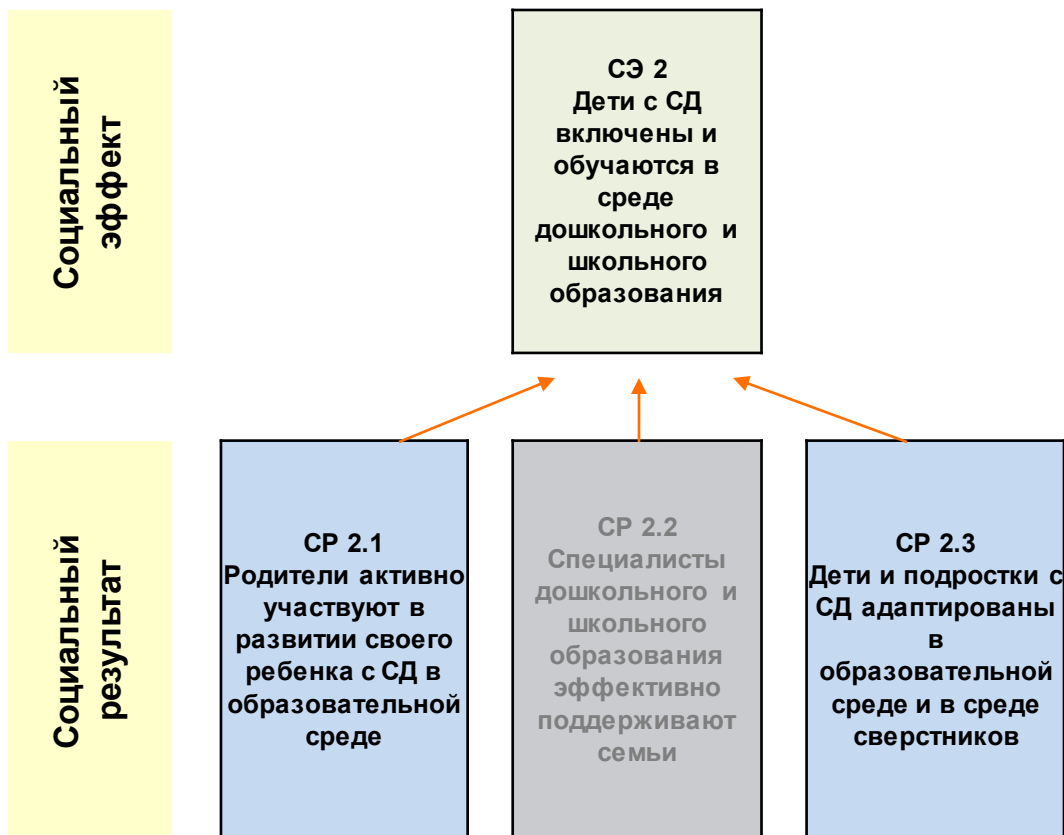 Социальный
эффект
СЭ 2
Дети с СД
включены и
обучаются в
среде
дошкольного и
школьного
образования
Социальный
результат
СР 2.1
Родители активно
участвуют в
развитии своего
ребенка с СД в
образовательной
среде
СР 2.2
Специалисты
дошкольного и
школьного
образования
эффективно
поддерживают
семьи
СР 2.3
Дети и подростки с
СД адаптированы
в
образовательной
среде и в среде
сверстников